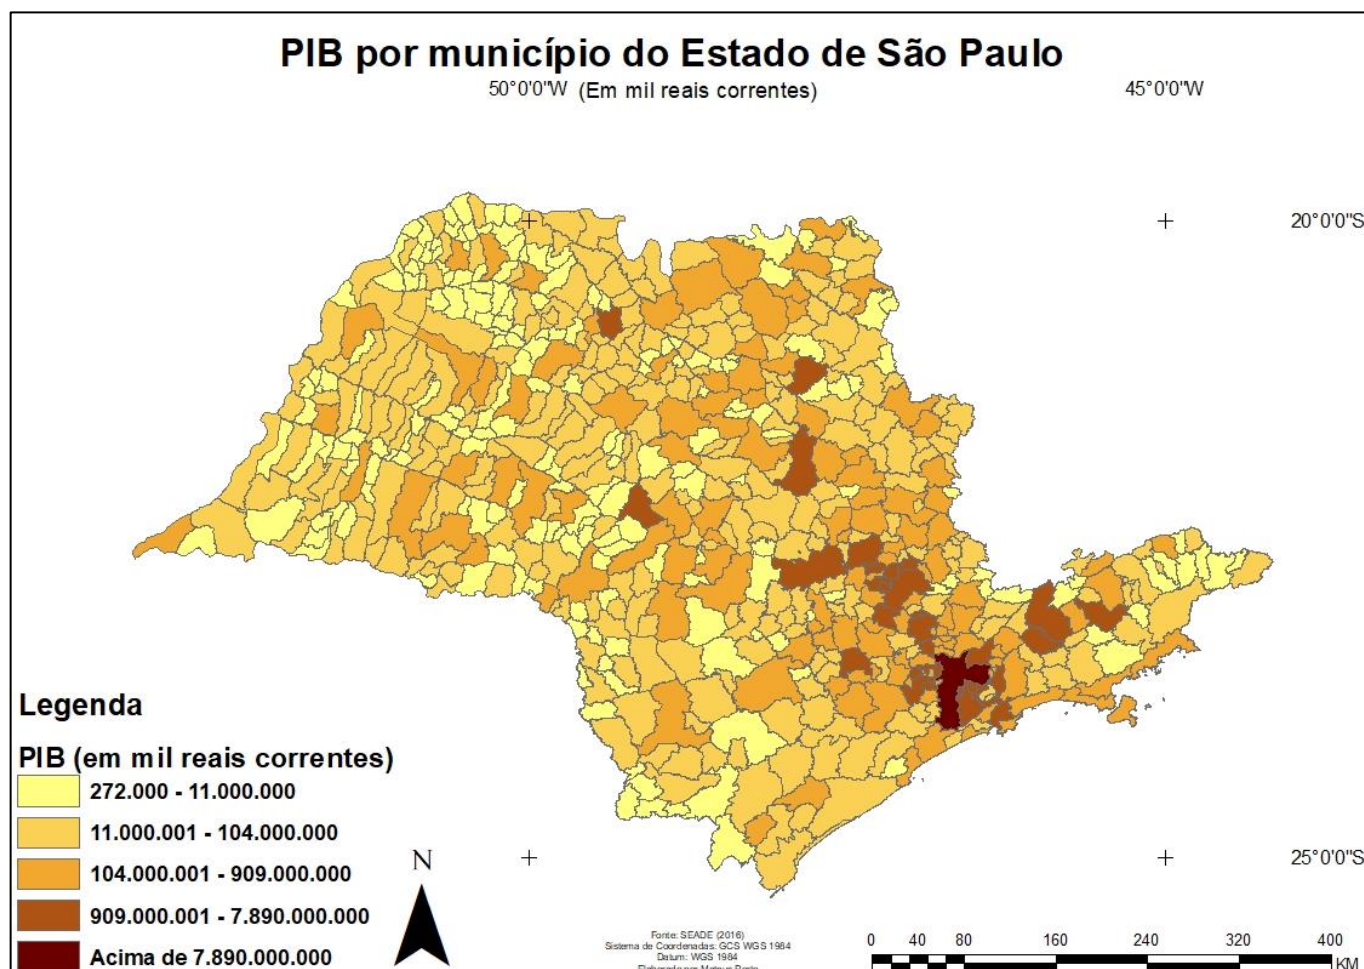 PIB por município do Estado de São Paulo
50°0'0"W (Em mil reais correntes) 45°0'0"W
20°0'0"S
25°0'0"S
Legenda
PIB (em mil reais correntes)
272.000 - 11.000.000
11.000.001 - 104.000.000
104.000.001 - 909.000.000
909.000.001 - 7.890.000.000
Acima de 7.890.000.000
N
Fonte: SEADE (2016)
Sistema de Coordenadas: GCS WGS 1984
Datum: WGS 1984
Elaborado por Mateus
0 40 80 160 240 320 400
KM